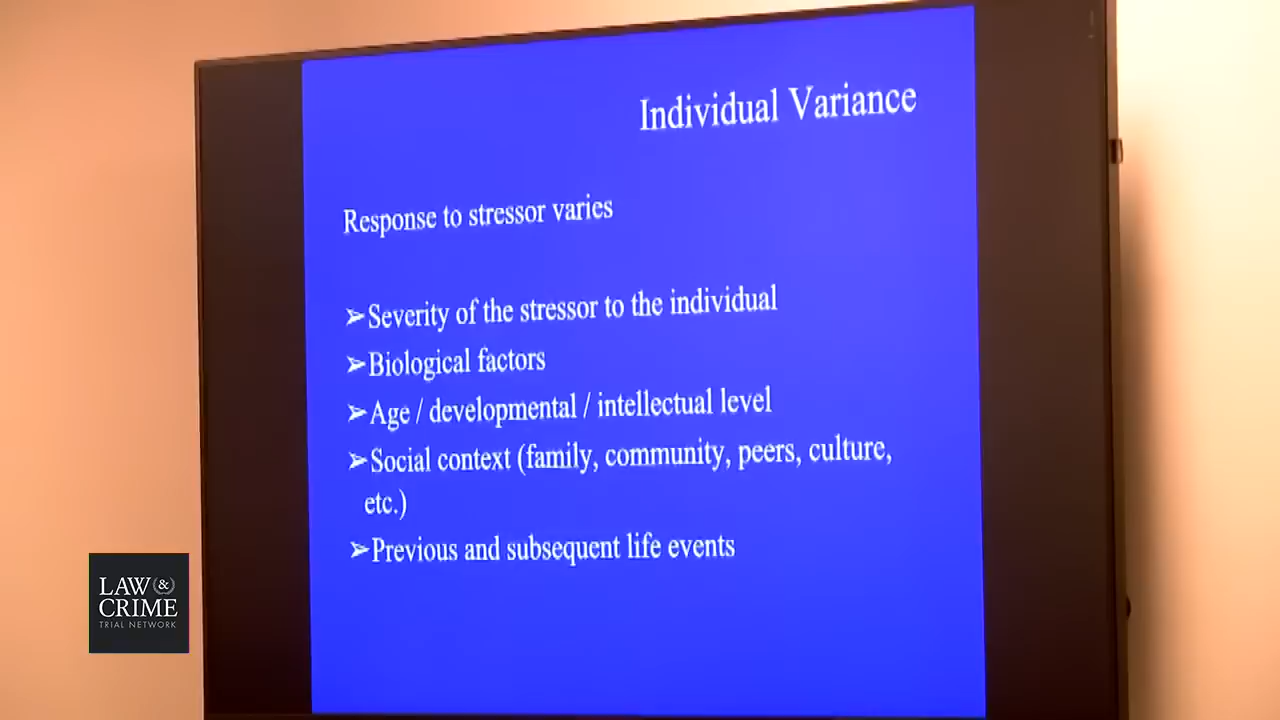 Individual Variance
Response to stressor varies
➢Severity of the stressor to the individual
➢Biological factors
➢Age / developmental / intellectual level
➢Social context (family, community, peers, culture,
etc.)
➢Previous and subsequent life events
LAW &
CRIME
TRIAL NETWORK